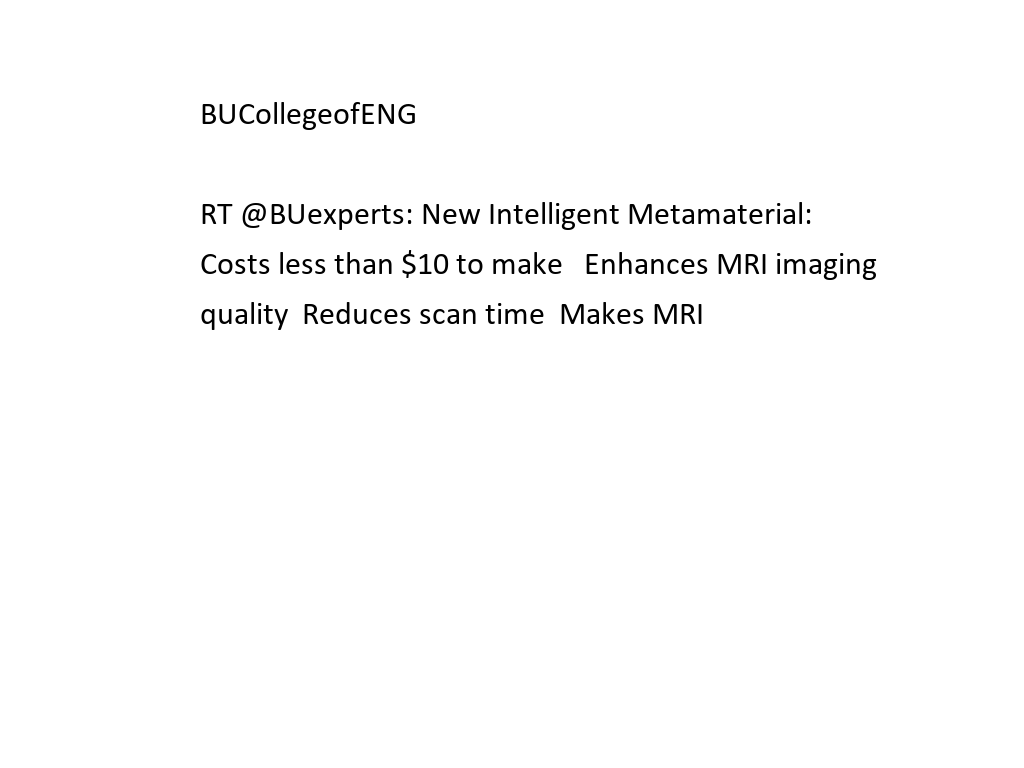 BUCollegeofENG
RT @BUexperts: New Intelligent Metamaterial:
Costs less than $10 to make   Enhances MRI imaging
quality  Reduces scan time  Makes MRI